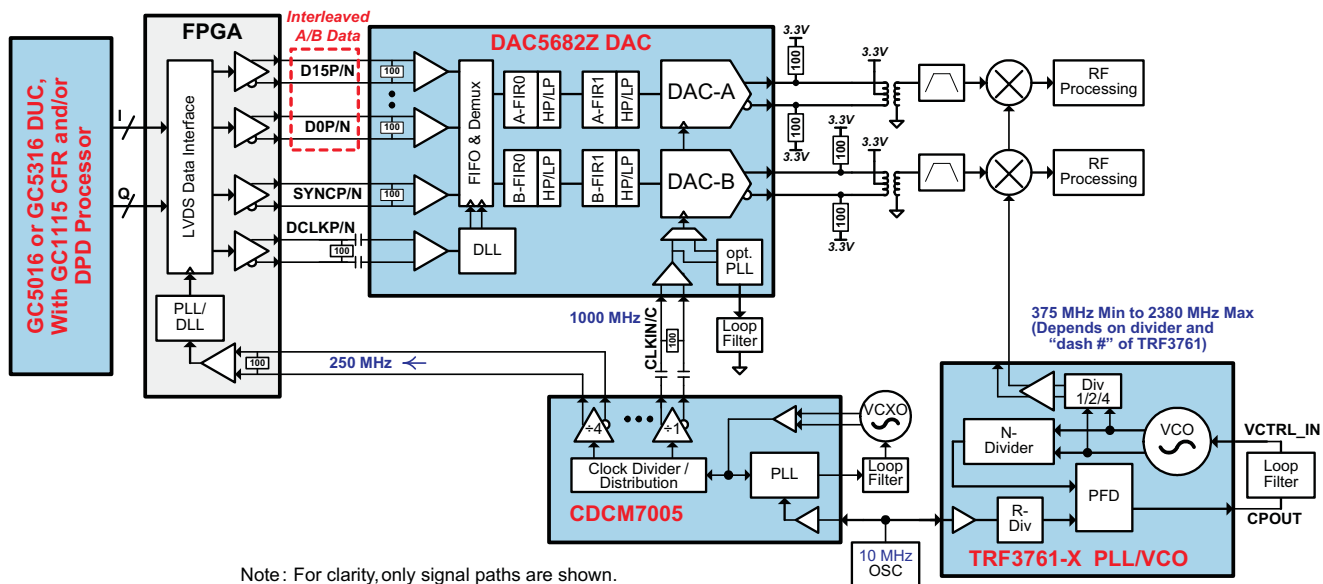 GC5016 or GC5316 DUC,
With GC1115 CFR and/or
DPD Processor
I
Q
FPGA
LVDS Data Interface
PLL/
DLL
100
Interleaved
A/B Data
D15P/N
D0P/N
SYNCP/N
DCLKP/N
100
100
100
100
100
DAC5682Z DAC
FIFO & Demux
DLL
A-FIR0
HP/LP
A-FIR1
HP/LP
B-FIR0
HP/LP
B-FIR1
HP/LP
DAC-A
DAC-B
opt.
PLL
Loop
Filter
3.3V
100
3.3V
100
3.3V
3.3V
100
3.3V
100
3.3V
RF
Processing
RF
Processing
1000 MHz
CLKIN/C
100
250 MHz
÷4
÷1
Clock Divider /
Distribution
PLL
VCXO
Loop
Filter
CDCM7005
10 MHz
OSC
375 MHz Min to 2380 MHz Max
(Depends on divider and
"dash #" of TRF3761)
Div
1/2/4
N-
Divider
VCO
PFD
R-
Div
VCTRL_IN
Loop
Filter
CPOUT
TRF3761-X PLL/VCO
Note: For clarity, only signal paths are shown.